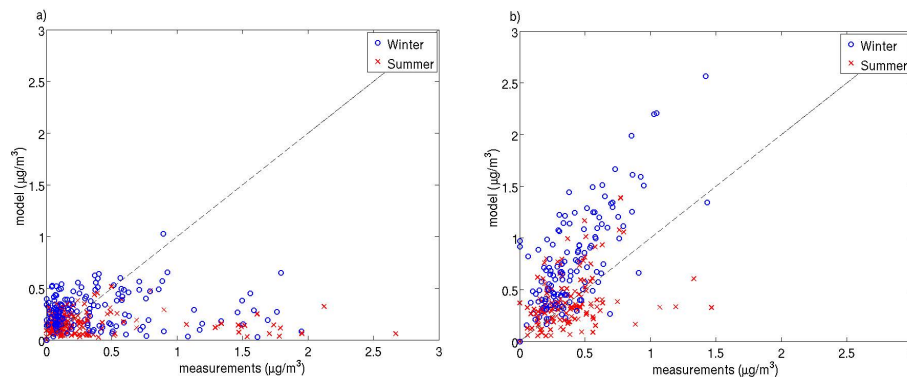 a)
3
2.5
2
1.5
1
0.5
0
model (µg/m³)
0 0.5 1 1.5 2 2.5 3
measurements (µg/m³)
Winter
Summer
b)
3
2.5
2
1.5
1
0.5
0
model (µg/m³)
0 0.5 1 1.5 2 2.5
measurements (µg/m³)
Winter
Summer